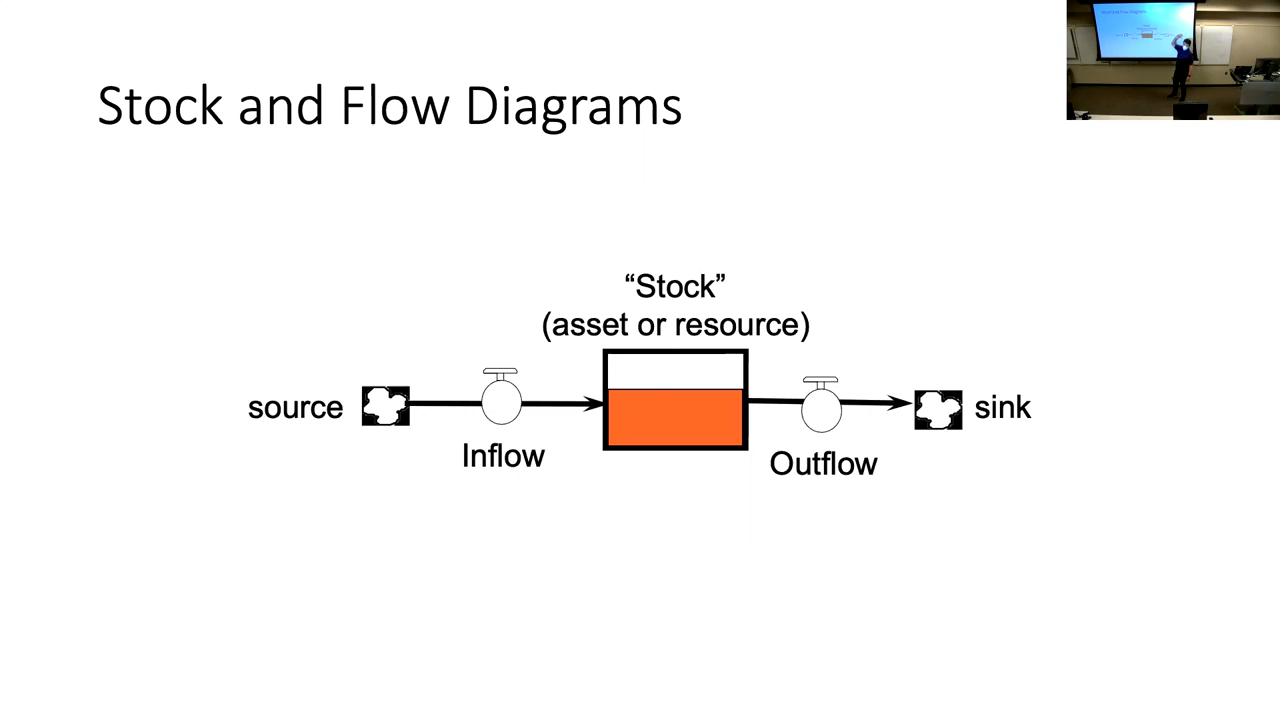 Stock and Flow Diagrams
“Stock”
(asset or resource)
source
sink
Inflow
Outflow